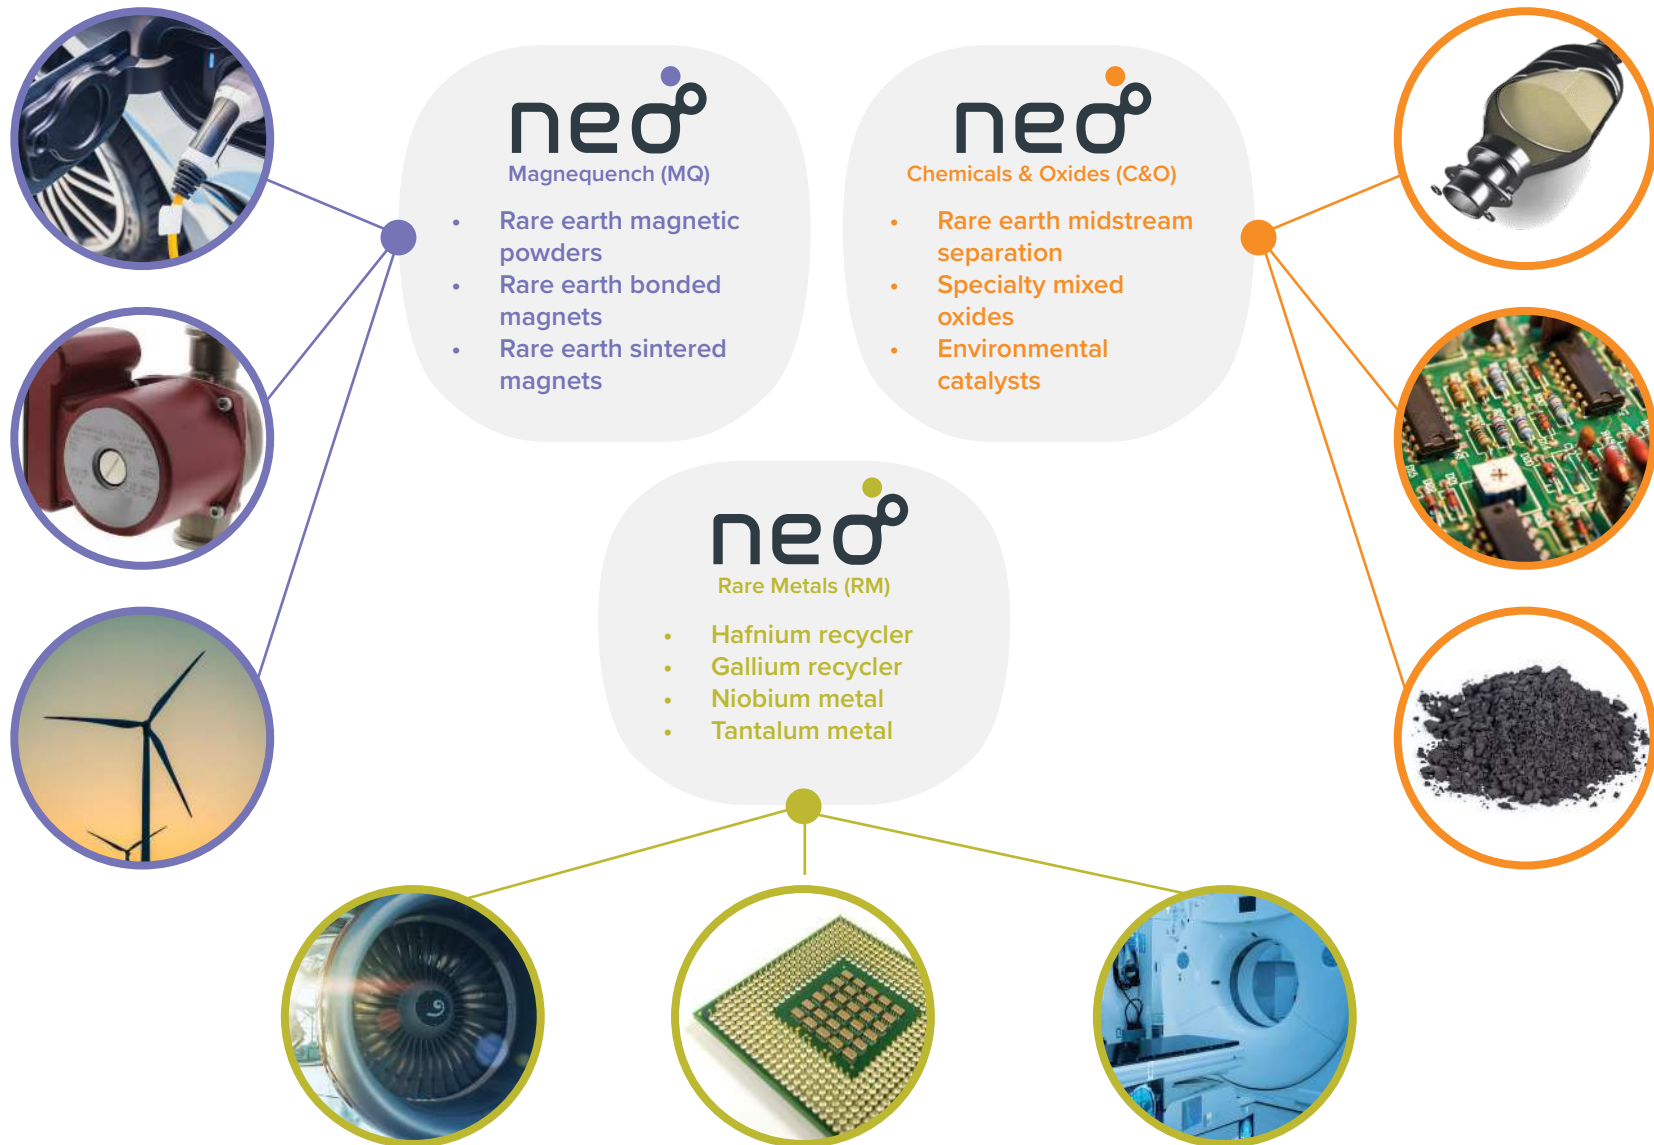 neo
Magnequench (MQ)
• Rare earth magnetic
powders
• Rare earth bonded
magnets
• Rare earth sintered
magnets
neo
Chemicals & Oxides (C&O)
• Rare earth midstream
separation
• Specialty mixed
oxides
• Environmental
catalysts
neo
Rare Metals (RM)
• Hafnium recycler
• Gallium recycler
• Niobium metal
• Tantalum metal